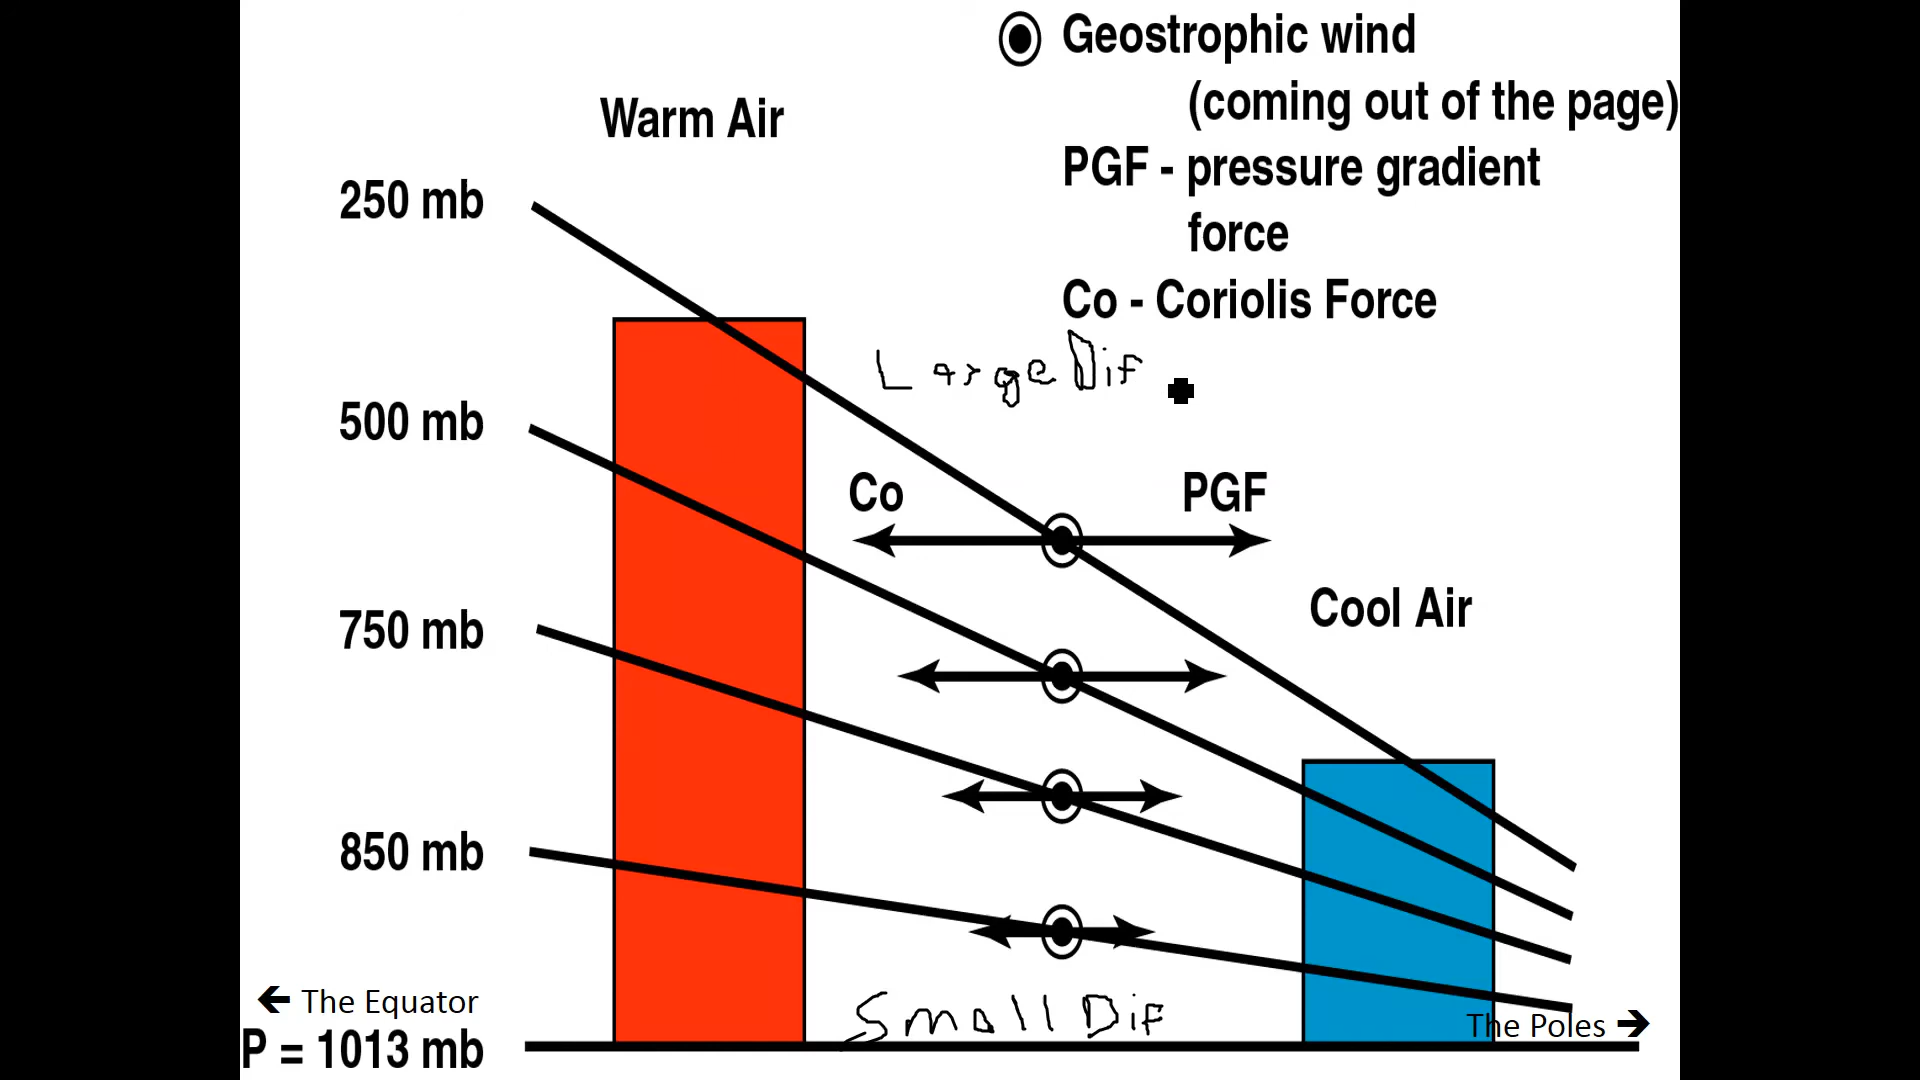 Geostrophic wind
(coming out of the page)
Warm Air
PGF - pressure gradient
force
250 mb
Co - Coriolis Force
Large Dif
500 mb
Co
PGF
Cool Air
750 mb
850 mb
← The Equator
Small Dif
The Poles →
P = 1013 mb